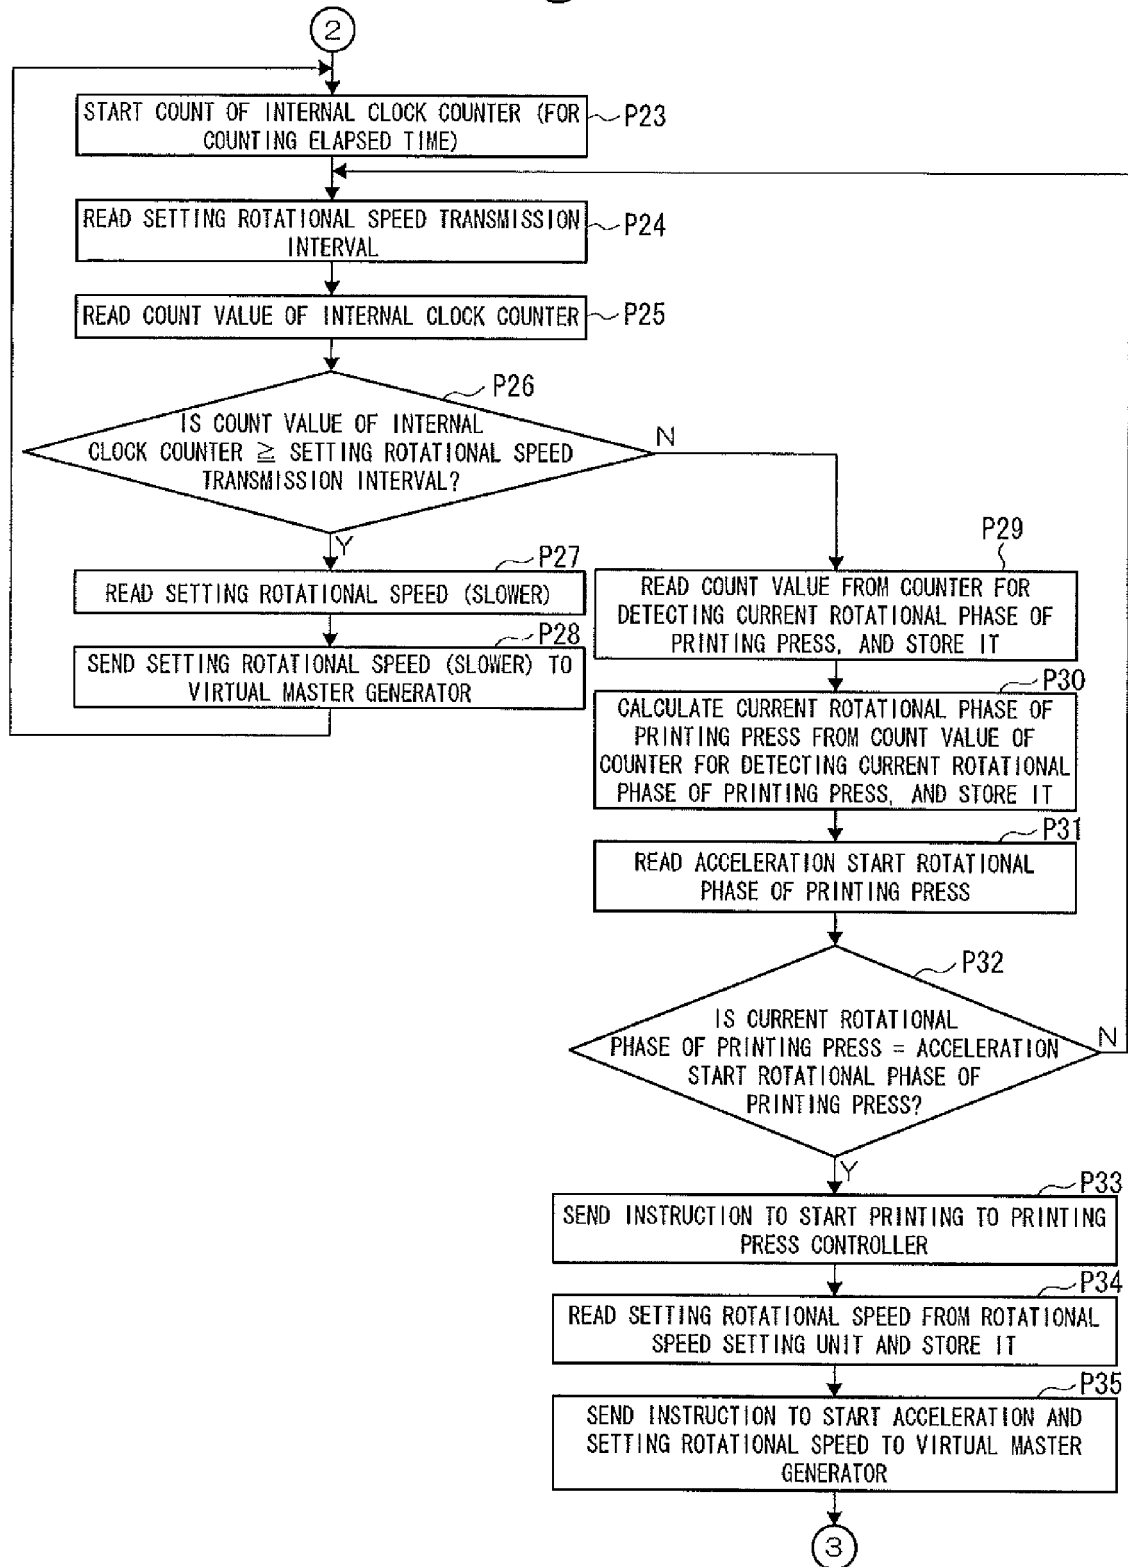 2
START COUNT OF INTERNAL CLOCK COUNTER (FOR
COUNTING ELAPSED TIME)
P23
READ SETTING ROTATIONAL SPEED TRANSMISSION
INTERVAL
P24
READ COUNT VALUE OF INTERNAL CLOCK COUNTER
P25
P26
IS COUNT VALUE OF INTERNAL
CLOCK COUNTER ≧ SETTING ROTATIONAL SPEED
TRANSMISSION INTERVAL?
N
Y
P27
READ SETTING ROTATIONAL SPEED (SLOWER)
P28
SEND SETTING ROTATIONAL SPEED (SLOWER) TO
VIRTUAL MASTER GENERATOR
P29
READ COUNT VALUE FROM COUNTER FOR
DETECTING CURRENT ROTATIONAL PHASE OF
PRINTING PRESS, AND STORE IT
P30
CALCULATE CURRENT ROTATIONAL PHASE OF
PRINTING PRESS FROM COUNT VALUE OF
COUNTER FOR DETECTING CURRENT ROTATIONAL
PHASE OF PRINTING PRESS, AND STORE IT
P31
READ ACCELERATION START ROTATIONAL
PHASE OF PRINTING PRESS
P32
IS CURRENT ROTATIONAL
PHASE OF PRINTING PRESS = ACCELERATION
START ROTATIONAL PHASE OF
PRINTING PRESS?
N
Y
P33
SEND INSTRUCTION TO START PRINTING TO PRINTING
PRESS CONTROLLER
P34
READ SETTING ROTATIONAL SPEED FROM ROTATIONAL
SPEED SETTING UNIT AND STORE IT
P35
SEND INSTRUCTION TO START ACCELERATION AND
SETTING ROTATIONAL SPEED TO VIRTUAL MASTER
GENERATOR
3